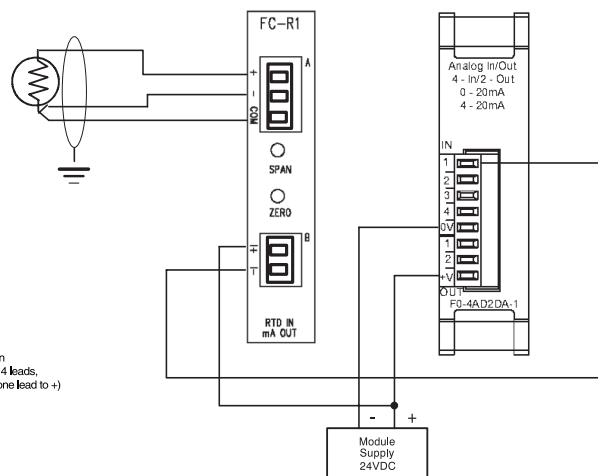 FC-R1
A
+
-
COM
SPAN
ZERO
B
+
-
RTD IN
mA OUT
Analog In/Out
4 - In/2 - Out
0 - 20mA
4 - 20mA
IN
1
2
3
4
0V
1
2
+V
OUT
F0-4AD2DA-1
n
4 leads,
one lead to +)
- +
Module
Supply
24VDC